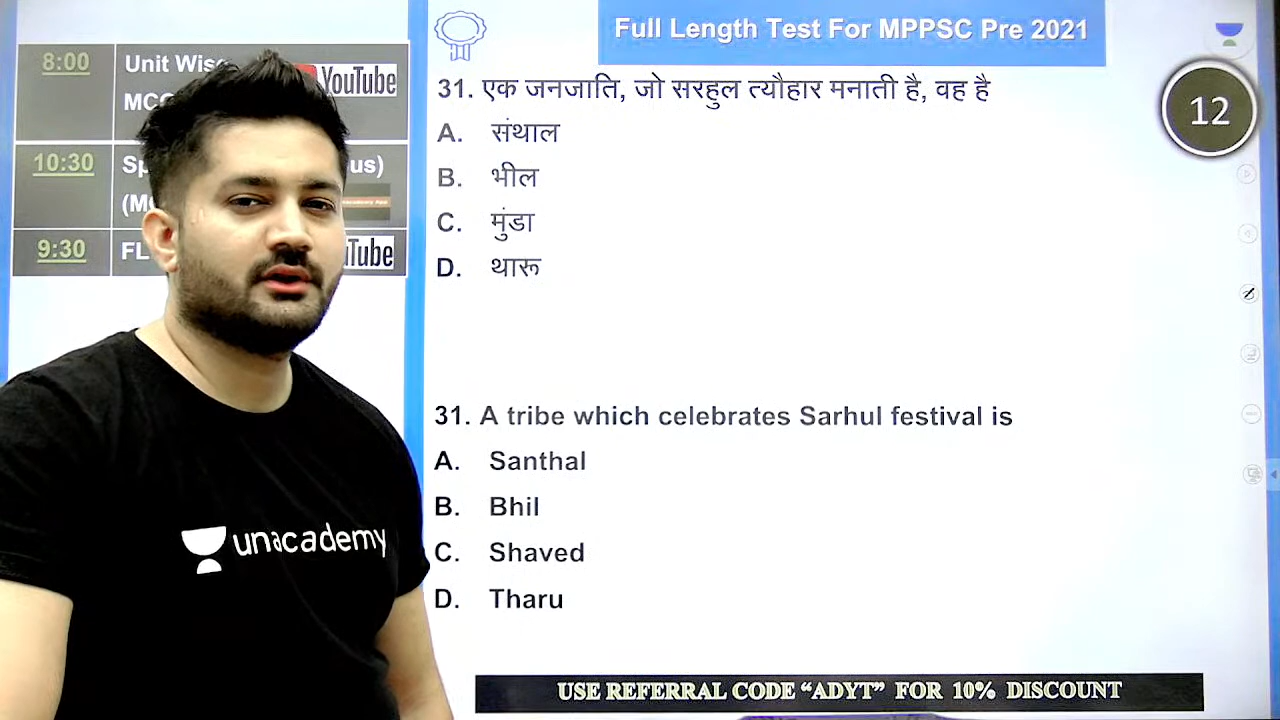 Full Length Test For MPPSC Pre 2021
8:00 Unit Wis
YouTube
MC
10:30 Sp us)
(M
9:30 FL
uTube
12
31. एक जनजाति, जो सरहुल त्यौहार मनाती है, वह है
A. संथाल
B. भील
C. मुंडा
D. थारू
31. A tribe which celebrates Sarhul festival is
A. Santhal
B. Bhil
C. Shaved
D. Tharu
unacademy
USE REFERRAL CODE “ADYT” FOR 10% DISCOUNT